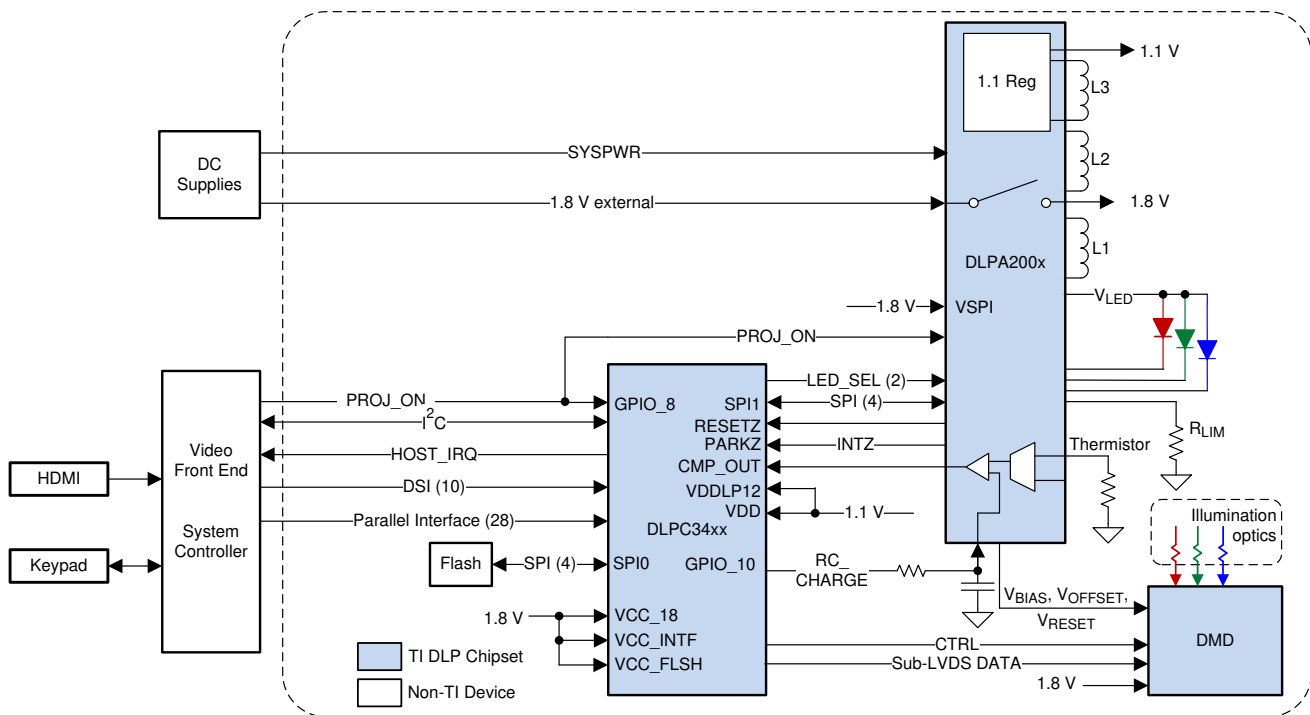 1.1 Reg
1.1 V
L3
L2
DC
Supplies
SYSPWR
1.8 V external
1.8 V
L1
DLPA200x
VLED
1.8 V
VSPI
PROJ_ON
LED_SEL (2)
PROJ_ON
GPIO_8
SPI1
SPI (4)
I2C
RESETZ
RLIM
Video
Front End
PARKZ
INTZ
Thermistor
HOST_IRQ
CMP_OUT
HDMI
DSI (10)
VDDLP12
VDD
1.1 V
System
Controller
Parallel Interface (28)
DLPC34xx
Illumination
optics
Keypad
Flash
SPI (4)
SPI0
GPIO_10
RC_
CHARGE
VBIAS, VOFFSET,
VRESET
1.8 V
VCC_18
VCC_INTF
VCC_FLSH
CTRL
Sub-LVDS DATA
DMD
1.8 V
TI DLP Chipset
Non-TI Device